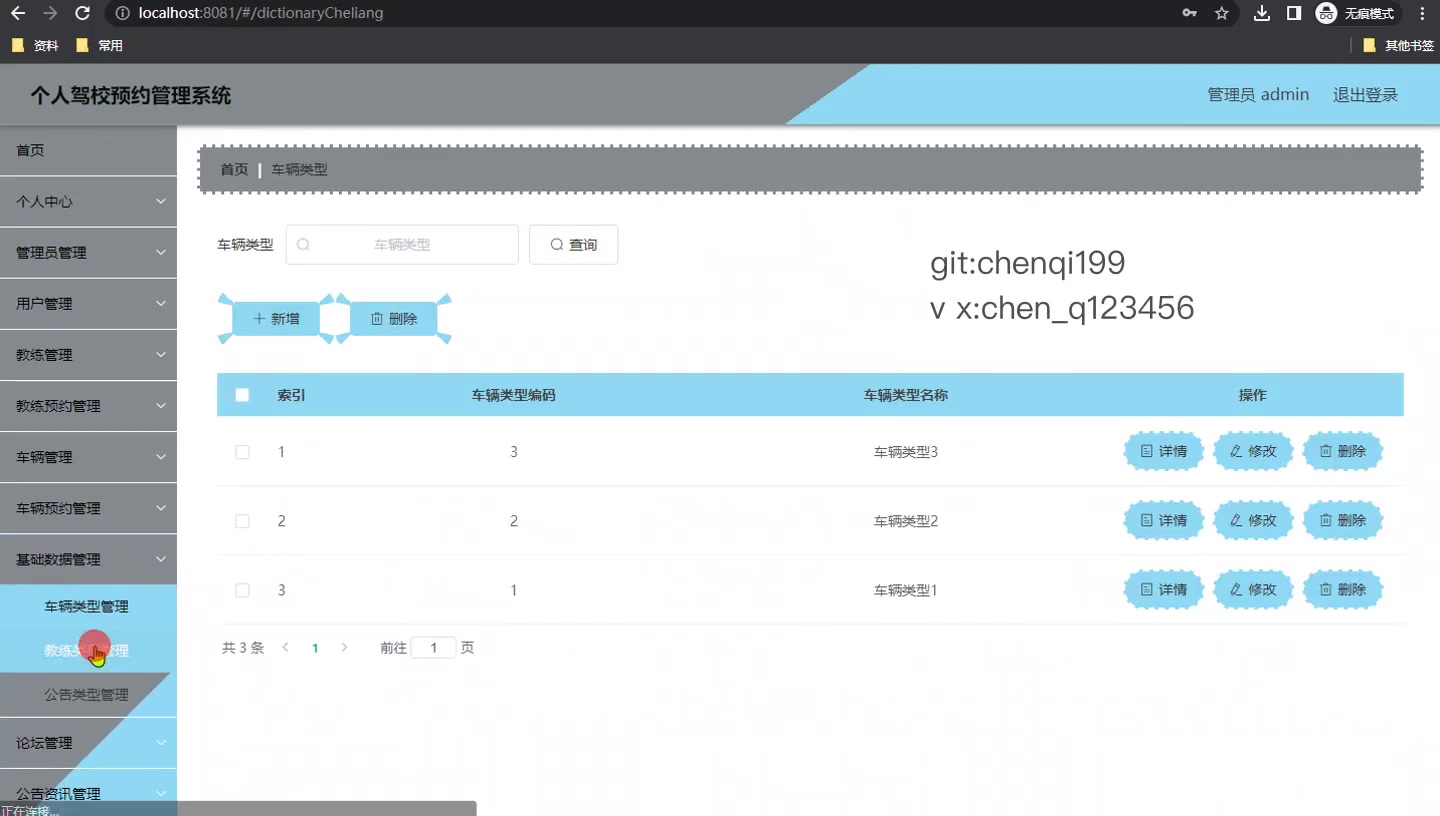 localhost:8081/#/dictionaryCheliang
无痕模式
资料
常用
其他书签
个人驾校预约管理系统
管理员 admin
退出登录
首页
个人中心
管理员管理
用户管理
教练管理
教练预约管理
车辆管理
车辆预约管理
基础数据管理
车辆类型管理
教练类型管理
公告类型管理
论坛管理
公告资讯管理
正在连接...
首页 | 车辆类型
车辆类型 车辆类型 查询
git:chenqi199
v x:chen_q123456
+ 新增 删除
索引 车辆类型编码 车辆类型名称 操作
1 3 车辆类型3 详情 修改 删除
2 2 车辆类型2 详情 修改 删除
3 1 车辆类型1 详情 修改 删除
共 3 条 < 1 > 前往 1 页